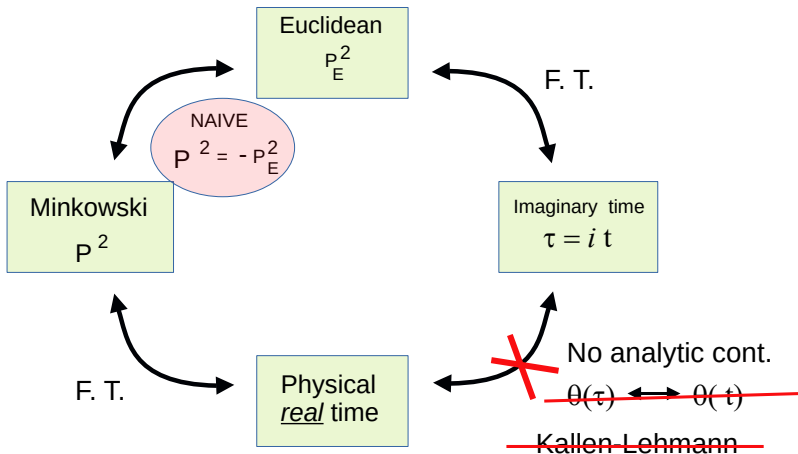 Euclidean
P_E^2
F. T.
NAIVE
P^2 = - P_E^2
Minkowski
P^2
Imaginary time
τ = i t
F. T.
Physical
real time
No analytic cont.
θ(τ) ↔ θ( t)
Kallen-Lehmann